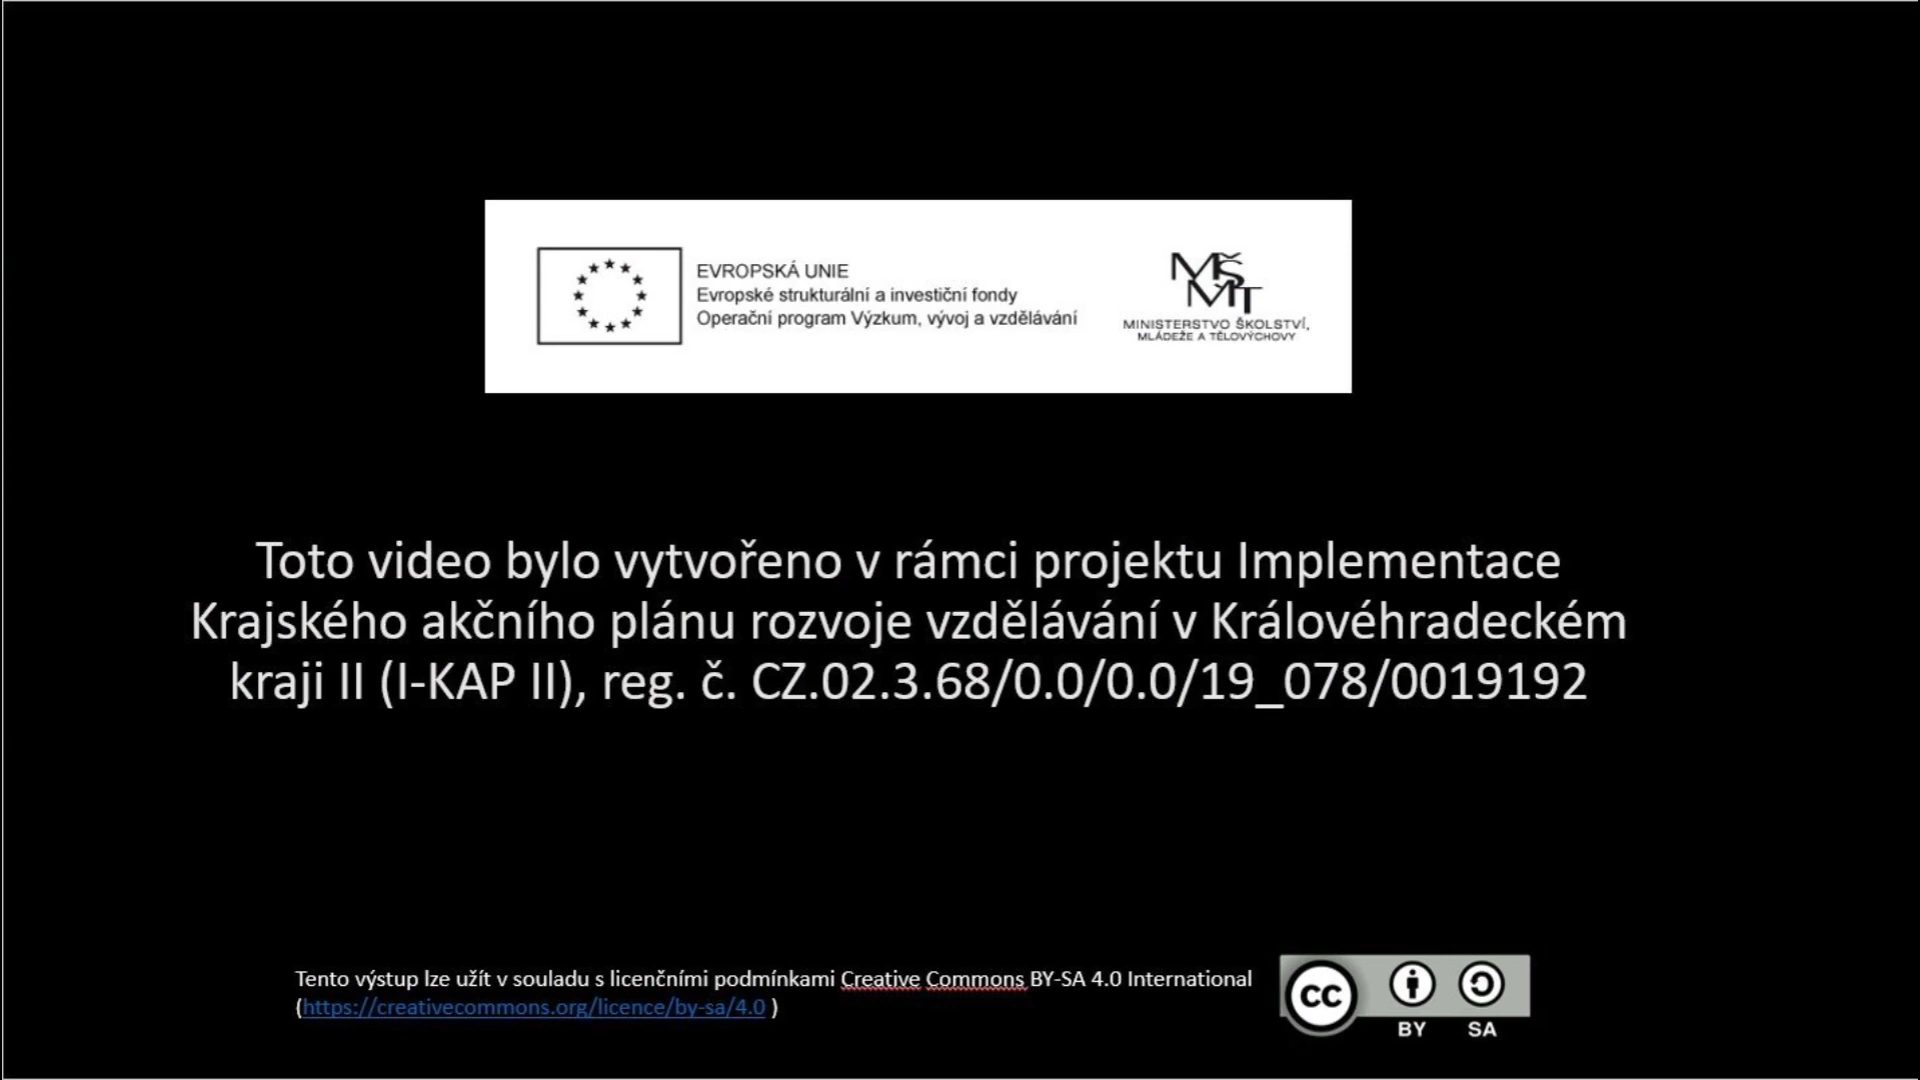 EVROPSKÁ UNIE
Evropské strukturální a investiční fondy
Operační program Výzkum, vývoj a vzdělávání
MŠMT
MINISTERSTVO ŠKOLSTVÍ,
MLÁDEŽE A TĚLOVÝCHOVY
Toto video bylo vytvořeno v rámci projektu Implementace
Krajského akčního plánu rozvoje vzdělávání v Královéhradeckém
kraji II (I-KAP II), reg. č. CZ.02.3.68/0.0/0.0/19_078/0019192
Tento výstup lze užít v souladu s licenčními podmínkami Creative Commons BY-SA 4.0 International
(https://creativecommons.org/licence/by-sa/4.0 )
cc
BY SA